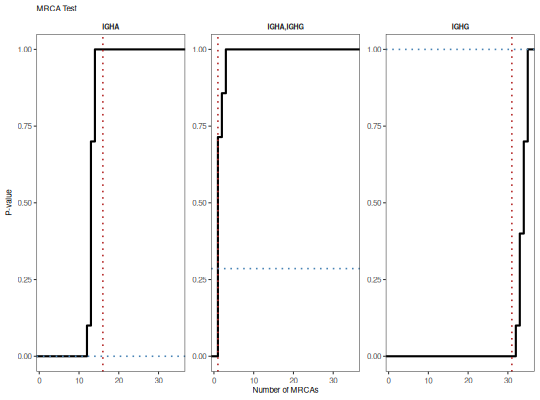 MRCA Test
IGHA IGHA,IGHG IGHG
1.00 1.00 1.00
0.75 0.75 0.75
0.50 0.50 0.50
0.25 0.25 0.25
0.00 0.00 0.00
P-value
0 10 20 30 0 10 20 30 0 10 20 30
Number of MRCAs